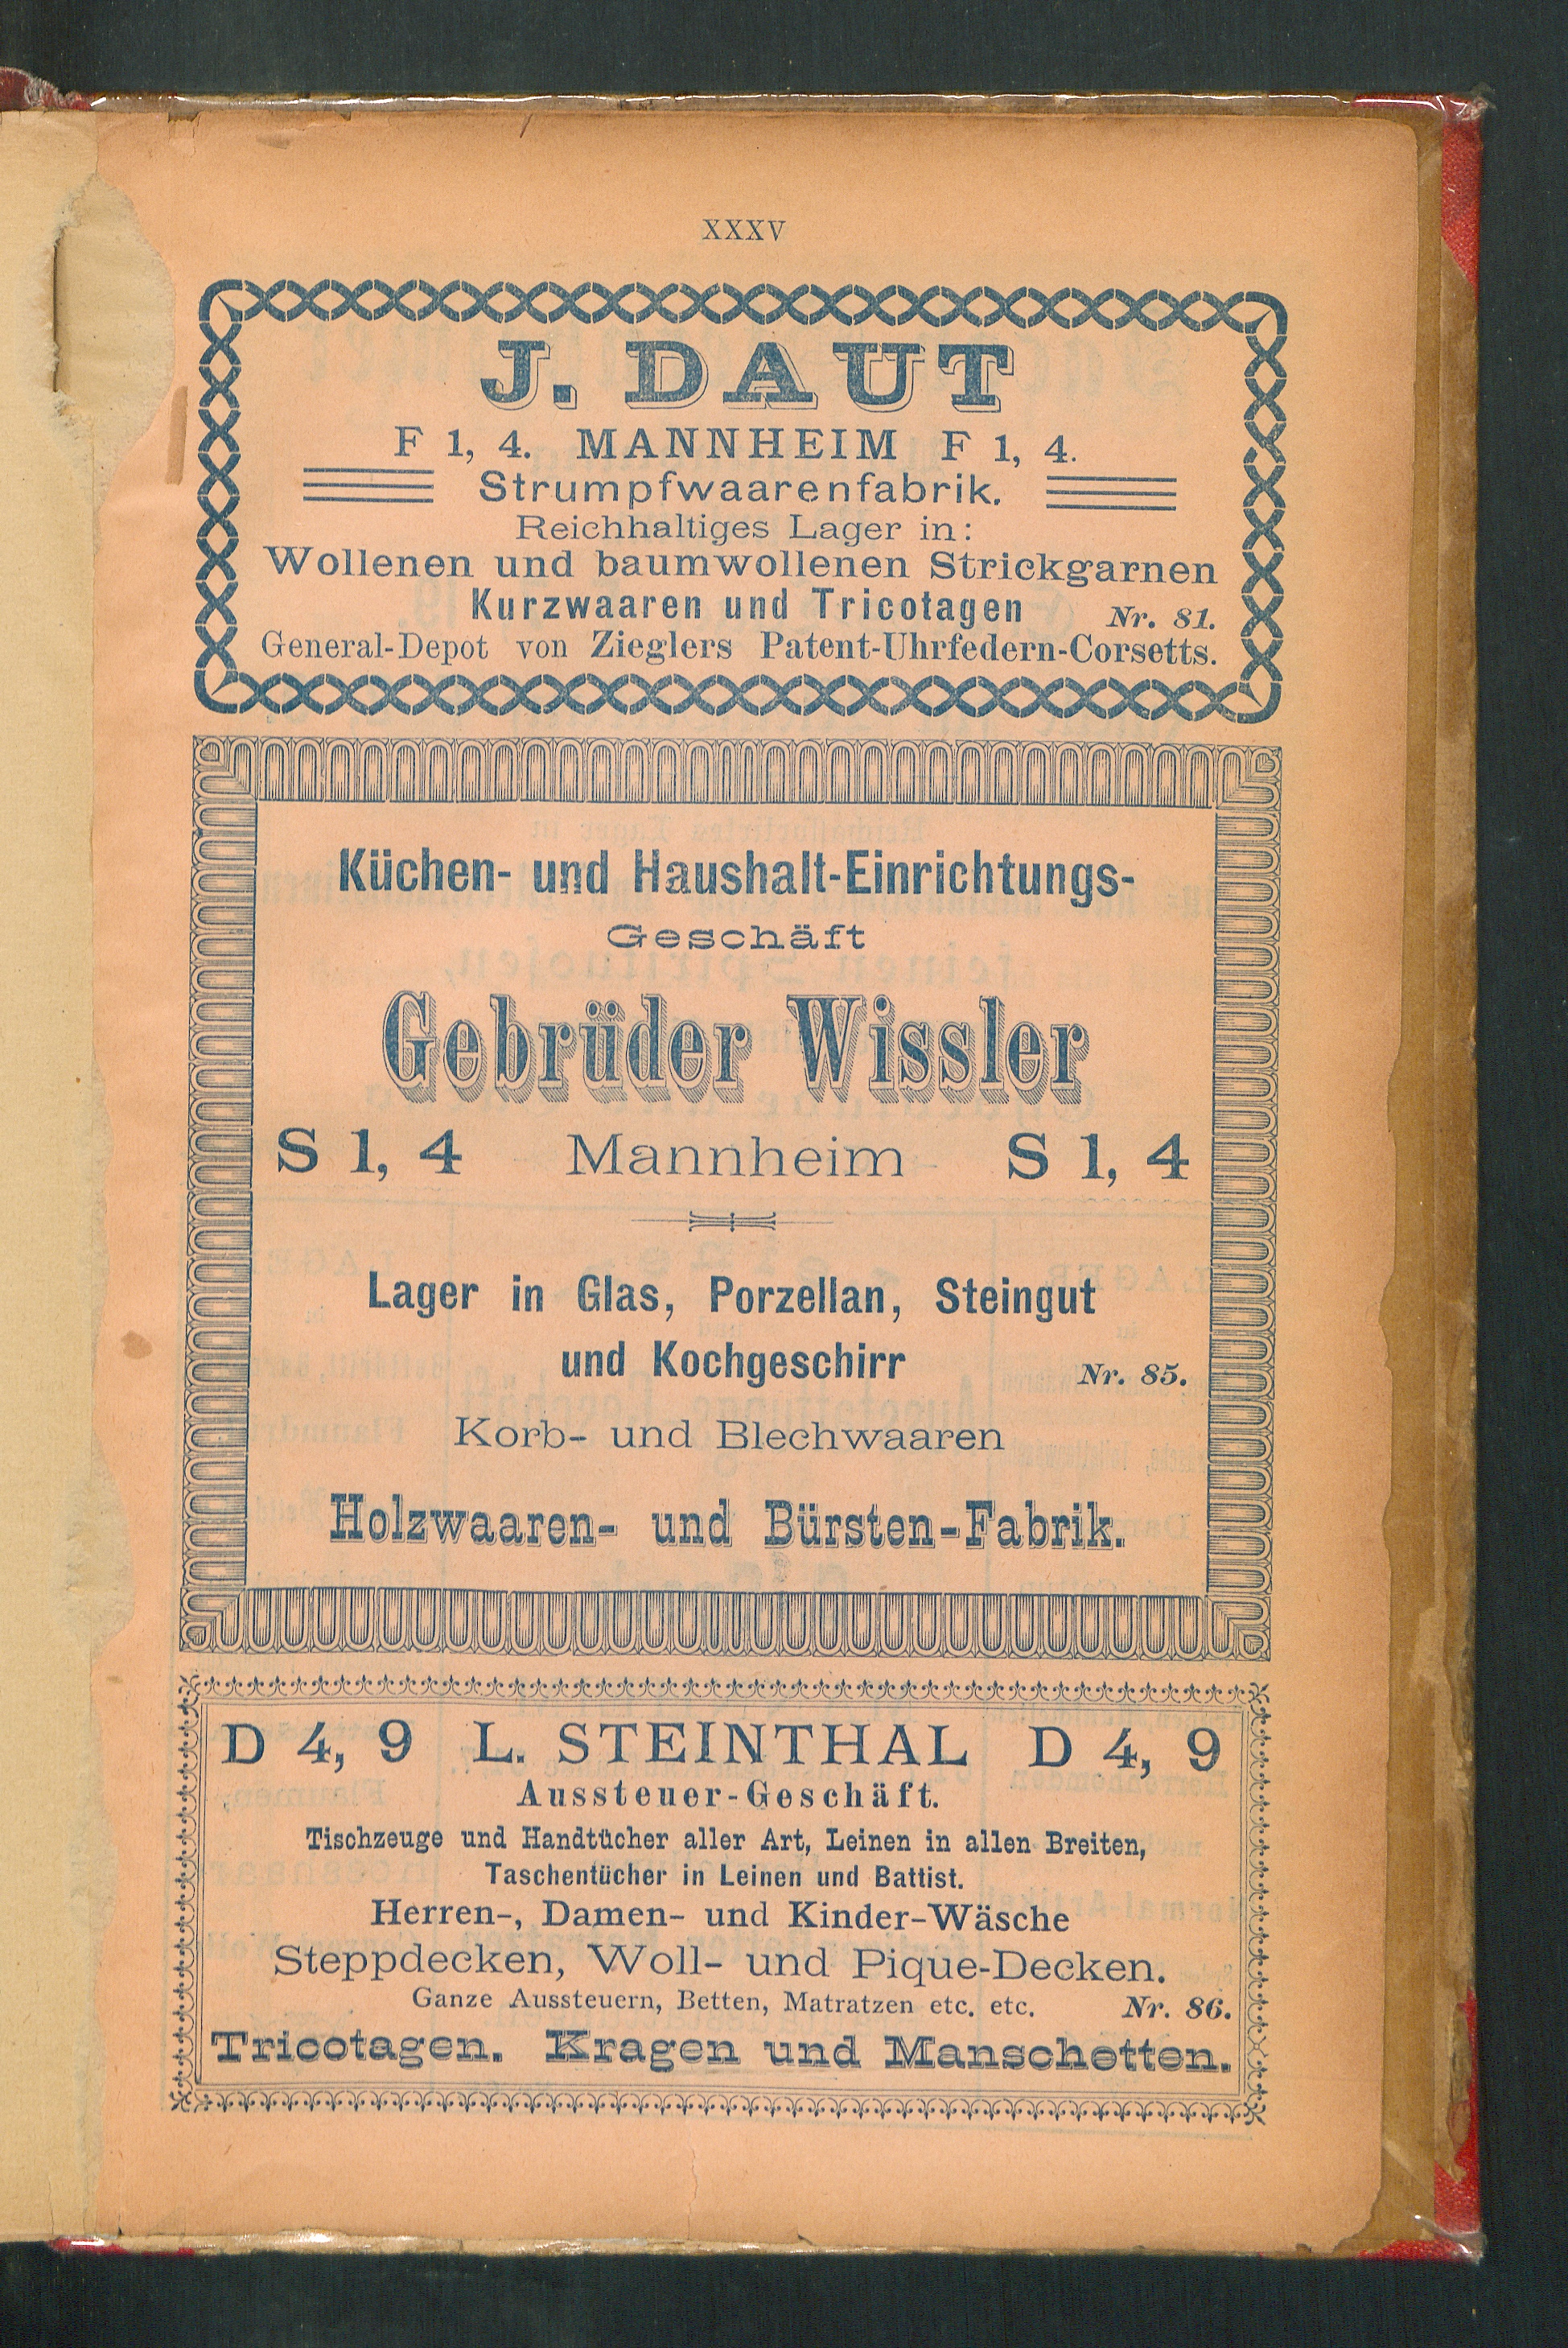 XXXV
J. DAUT
F 1, 4. MANNHEIM F 1, 4.
Strumpfwaarenfabrik.
Reichhaltiges Lager in:
Wollenen und baumwollenen Strickgarnen
Kurzwaaren und Tricotagen Nr. 81.
General-Depot von Zieglers Patent-Uhrfedern-Corsetts.
Küchen- und Haushalt-Einrichtungs-
Geschäft
Gebrüder Wissler
S 1, 4 Mannheim S 1, 4
Lager in Glas, Porzellan, Steingut
und Kochgeschirr Nr. 85.
Korb- und Blechwaaren
Holzwaaren- und Bürsten-Fabrik.
D 4, 9 L. STEINTHAL D 4, 9
Aussteuer-Geschäft.
Tischzeuge und Handtücher aller Art, Leinen in allen Breiten,
Taschentücher in Leinen und Battist.
Herren-, Damen- und Kinder-Wäsche
Steppdecken, Woll- und Pique-Decken.
Ganze Aussteuern, Betten, Matratzen etc. etc. Nr. 86.
Tricotagen. Kragen und Manschetten.